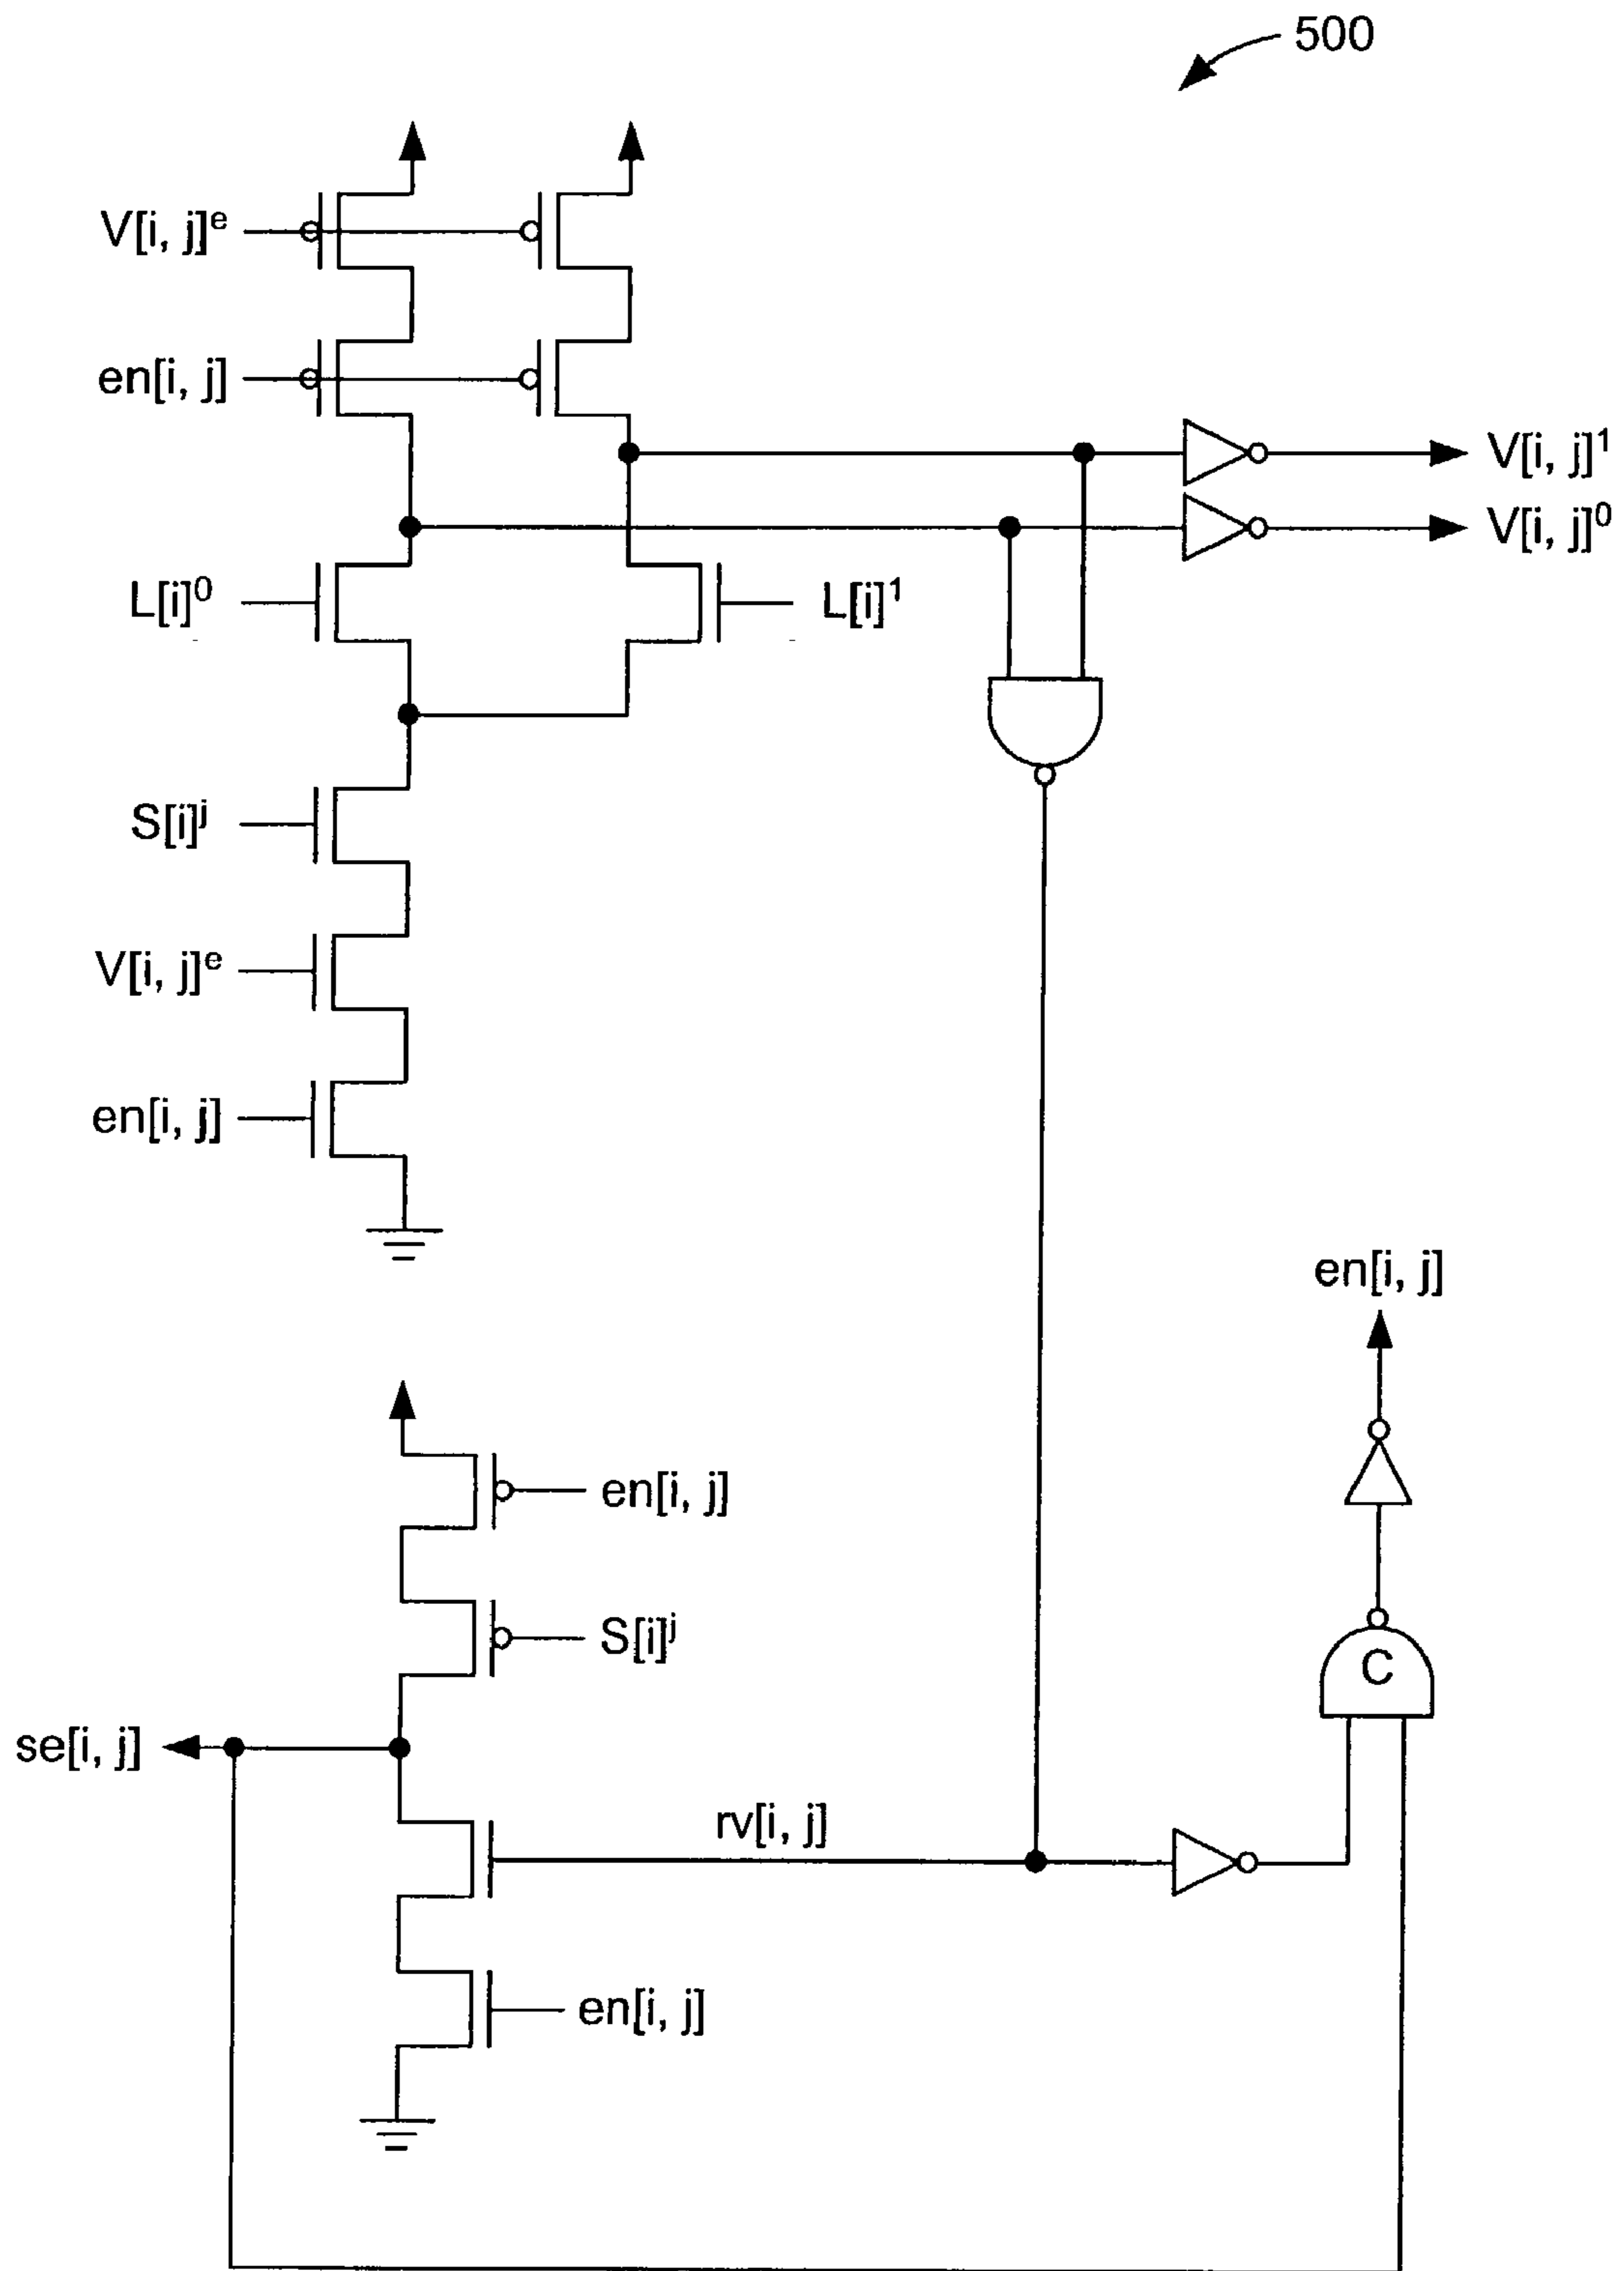 500
V[i, j]ᵉ
en[i, j]
V[i, j]¹
V[i, j]⁰
L[i]⁰
L[i]¹
S[i]ʲ
V[i, j]ᵉ
en[i, j]
en[i, j]
en[i, j]
S[i]ʲ
C
se[i, j]
rv[i, j]
en[i, j]